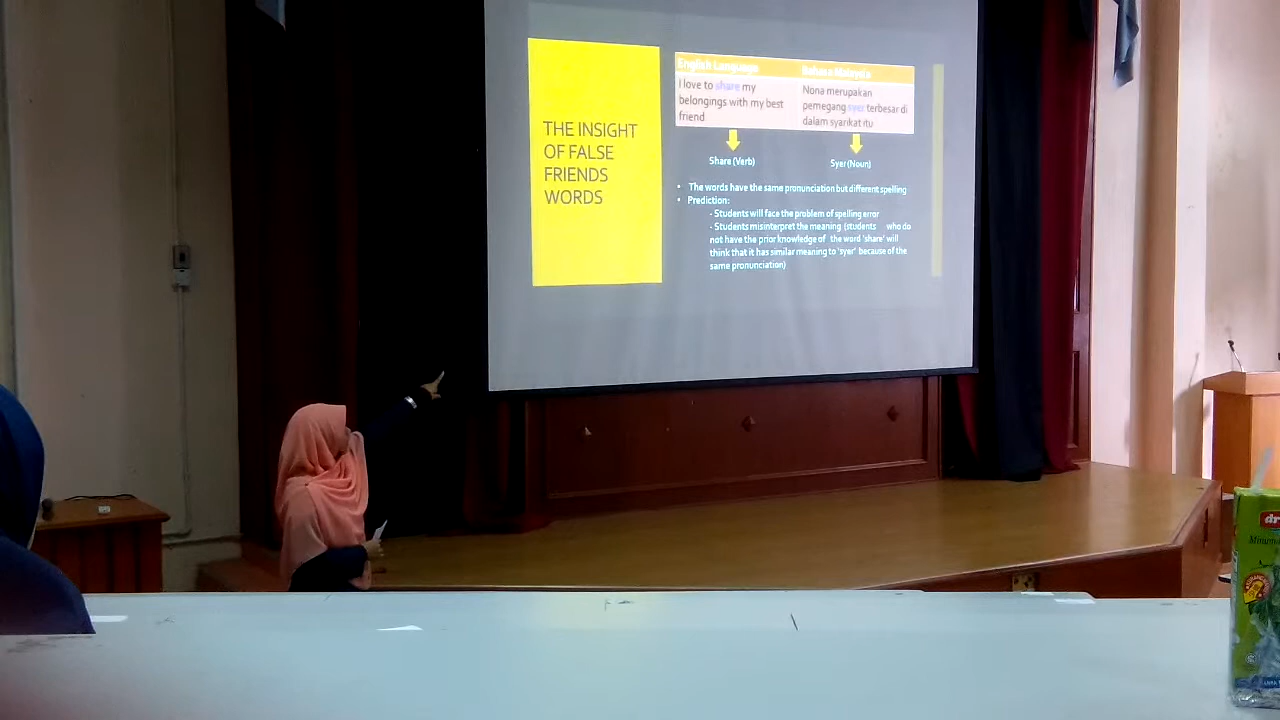 THE INSIGHT
OF FALSE
FRIENDS
WORDS
English Language
Bahasa Malaysia
I love to share my
belongings with my best
friend
Nona merupakan
pemegang syer terbesar di
dalam syarikat itu
Share (Verb)
Syer (Noun)
• The words have the same pronunciation but different spelling
• Prediction:
- Students will face the problem of spelling error
- Students misinterpret the meaning (students who do
not have the prior knowledge of the word 'share' will
think that it has similar meaning to 'syer' because of the
same pronunciation)